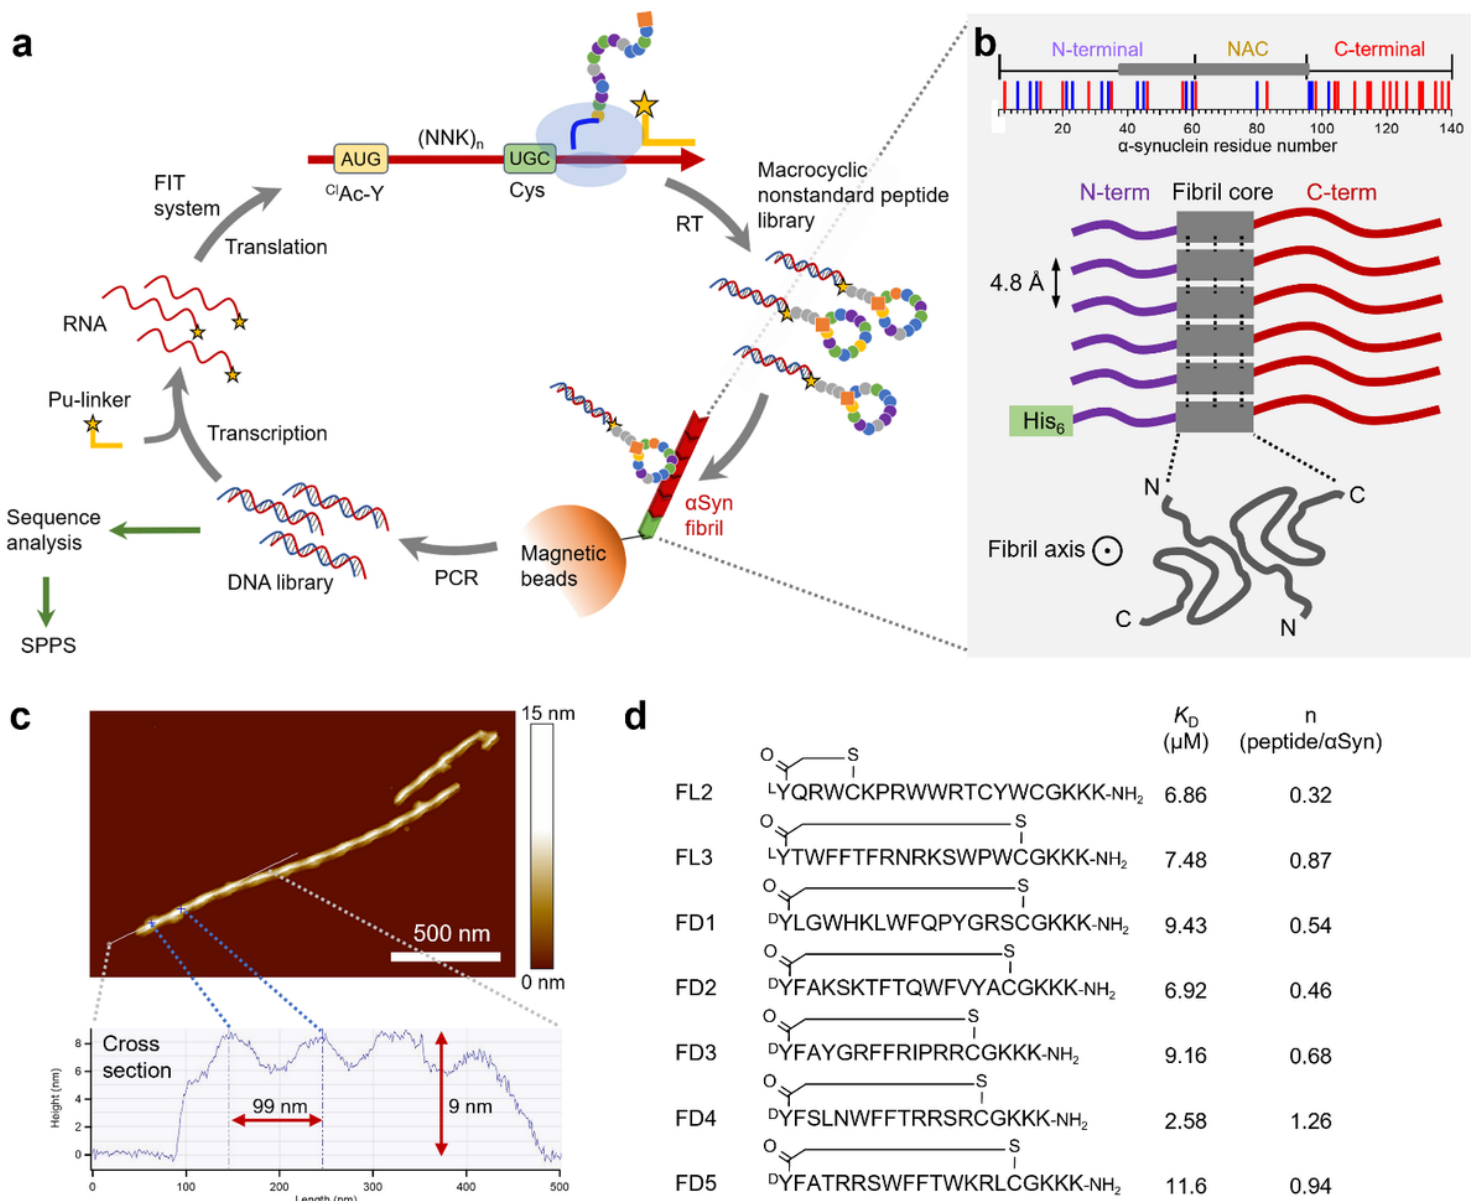 a
(NNK)n
AUG
UGC
ClAc-Y
Cys
FIT
system
Translation
RT
Macrocyclic
nonstandard peptide
library
RNA
Pu-linker
Transcription
αSyn
fibril
Sequence
analysis
DNA library
PCR
Magnetic
beads
SPPS
b
N-terminal NAC C-terminal
20 40 60 80 100 120 140
α-synuclein residue number
N-term Fibril core C-term
4.8 Å
His6
N C
Fibril axis
C N
c
15 nm
500 nm
0 nm
Cross
section
99 nm
9 nm
Height (nm)
8
6
4
2
0
0 100 200 300 400 500
Length (nm)
d
KD n
(μM) (peptide/αSyn)
O S
FL2 LYQRWCKPRWWRTCYWCGKKK-NH2 6.86 0.32
O S
FL3 LYTWFFTFRNRKSWPWCGKKK-NH2 7.48 0.87
O S
FD1 DYLGWHKLWFQPYGRSCGKKK-NH2 9.43 0.54
O S
FD2 DYFAKSKTFTQWFVYACGKKK-NH2 6.92 0.46
O S
FD3 DYFAYGRFFRIPRRCGKKK-NH2 9.16 0.68
O S
FD4 DYFSLNWFFTRRSRCGKKK-NH2 2.58 1.26
O S
FD5 DYFATRRSWFFTWKRLCGKKK-NH2 11.6 0.94